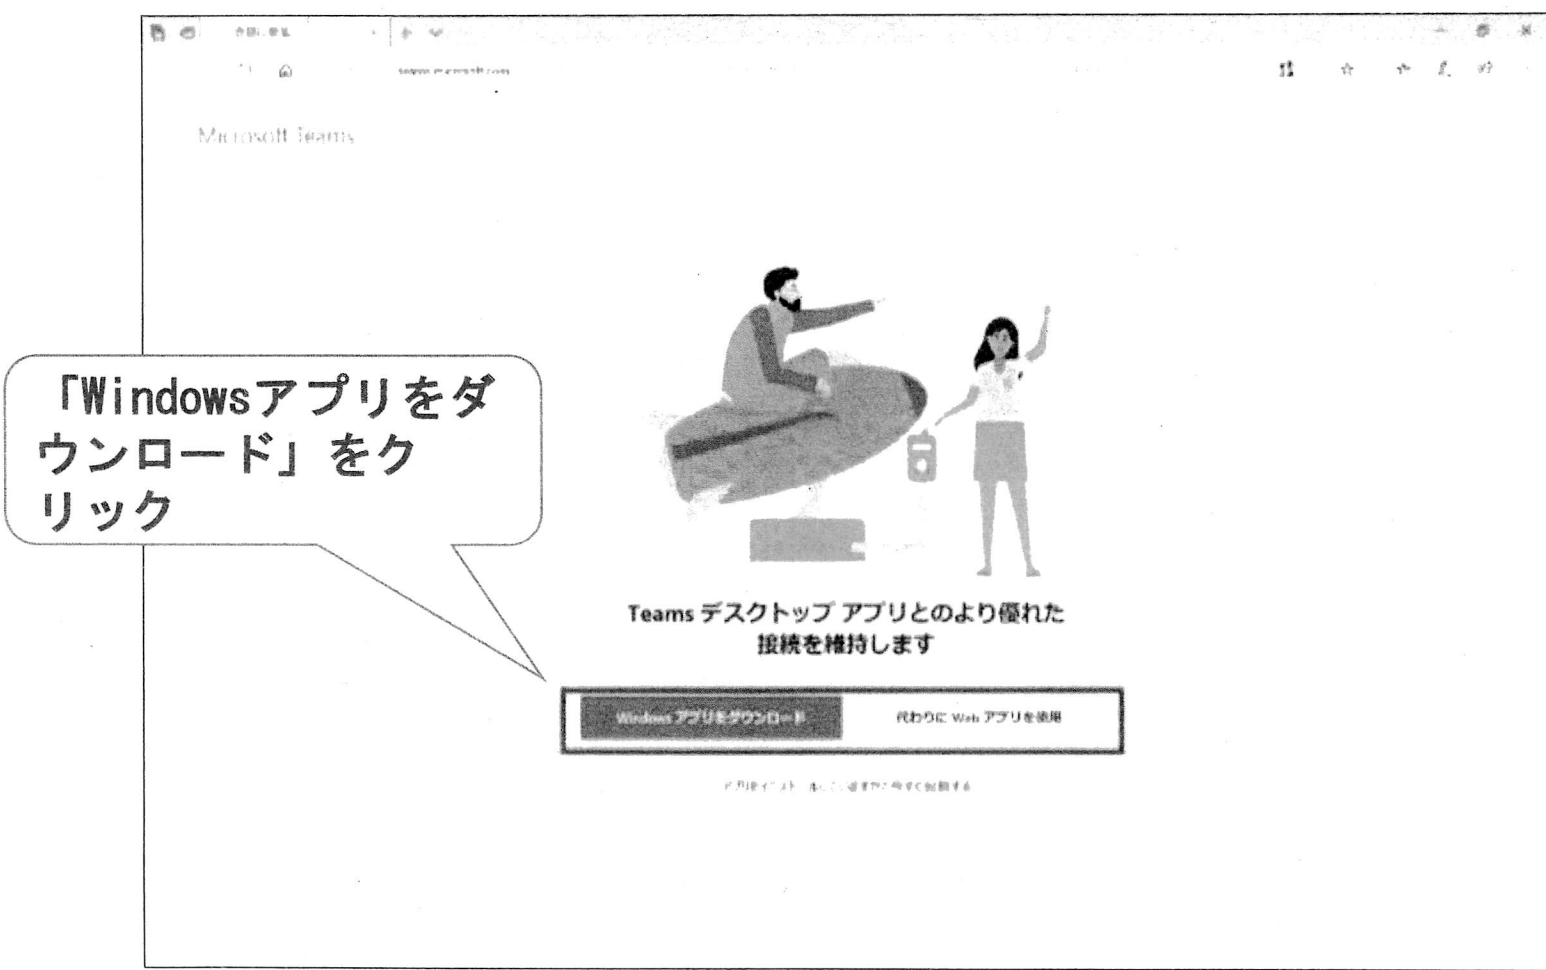 Microsoft Teams
「Windowsアプリをダ
ウンロード」をク
リック
Teams デスクトップ アプリとのより優れた
接続を維持します
Windows アプリをダウンロード
代わりに Web アプリを使用